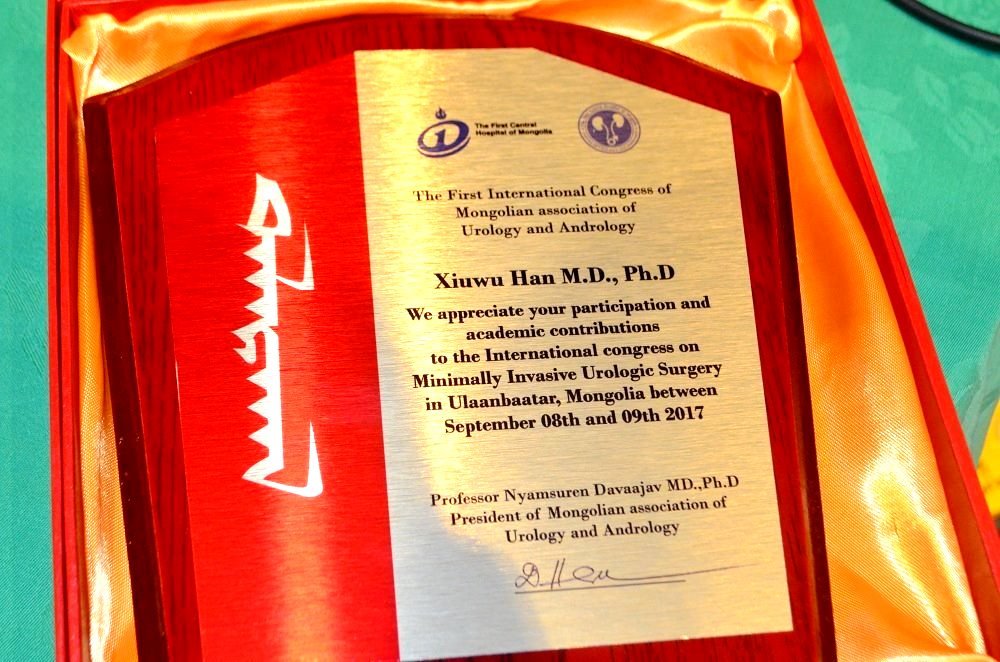 The First Central
Hospital of Mongolia
The First International Congress of
Mongolian association of
Urology and Andrology
Xiuwu Han M.D., Ph.D
We appreciate your participation and
academic contributions
to the International congress on
Minimally Invasive Urologic Surgery
in Ulaanbaatar, Mongolia between
September 08th and 09th 2017
Professor Nyamsuren Davaajav MD.,Ph.D
President of Mongolian association of
Urology and Andrology